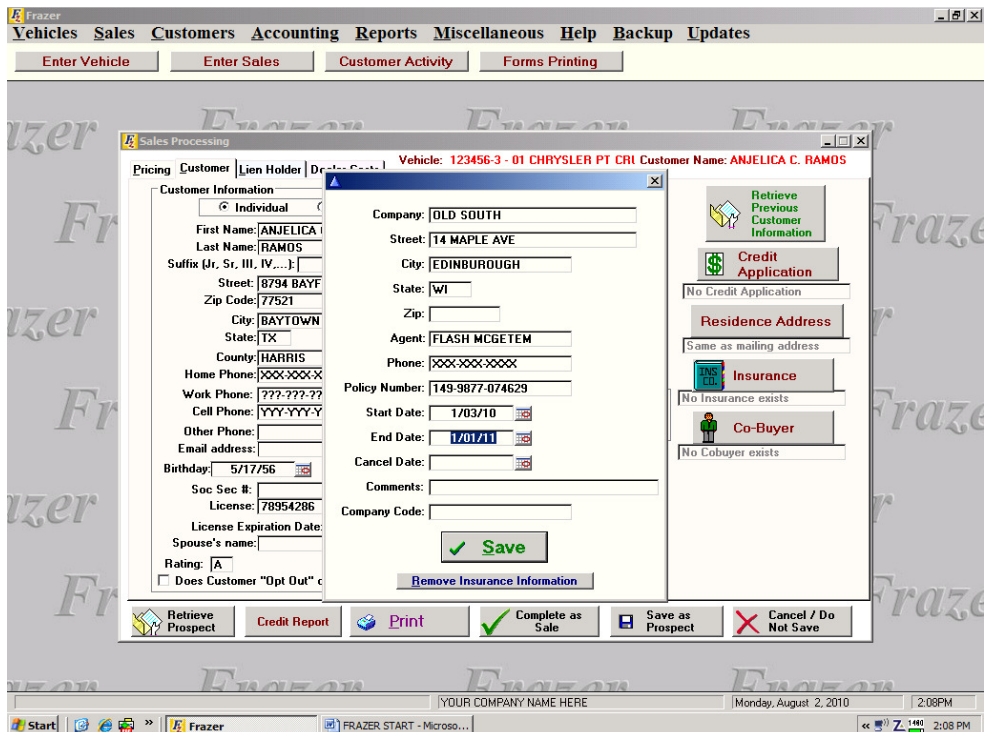 Frazer
Vehicles Sales Customers Accounting Reports Miscellaneous Help Backup Updates
Enter Vehicle Enter Sales Customer Activity Forms Printing
Sales Processing
Vehicle: 123456-3 - 01 CHRYSLER PT CRU Customer Name: ANJELICA C. RAMOS
Pricing Customer Lien Holder
Customer Information
Individual
First Name: ANJELICA
Last Name: RAMOS
Suffix (Jr, Sr, III, IV,...):
Street: 8794 BAYF
Zip Code: 77521
City: BAYTOWN
State: TX
County: HARRIS
Home Phone: XXX-XXX-X
Work Phone: ???-???-??
Cell Phone: YYY-YYY-Y
Other Phone:
Email address:
Birthday: 5/17/56
Soc Sec #:
License: 78954286
License Expiration Date:
Spouse's name:
Rating: A
Does Customer "Opt Out"
Company: OLD SOUTH
Street: 14 MAPLE AVE
City: EDINBUROUGH
State: WI
Zip:
Agent: FLASH MCGETEM
Phone: XXX-XXX-XXXX
Policy Number: 149-9877-074629
Start Date: 1/03/10
End Date: 1/01/11
Cancel Date:
Comments:
Company Code:
Save
Remove Insurance Information
Retrieve
Previous
Customer
Information
Credit
Application
No Credit Application
Residence Address
Same as mailing address
INS CO.
Insurance
No Insurance exists
Co-Buyer
No Cobuyer exists
Retrieve
Prospect
Credit Report
Print
Complete as
Sale
Save as
Prospect
Cancel / Do
Not Save
YOUR COMPANY NAME HERE Monday, August 2, 2010 2:08PM
Start Frazer FRAZER START - Microso... 2:08 PM